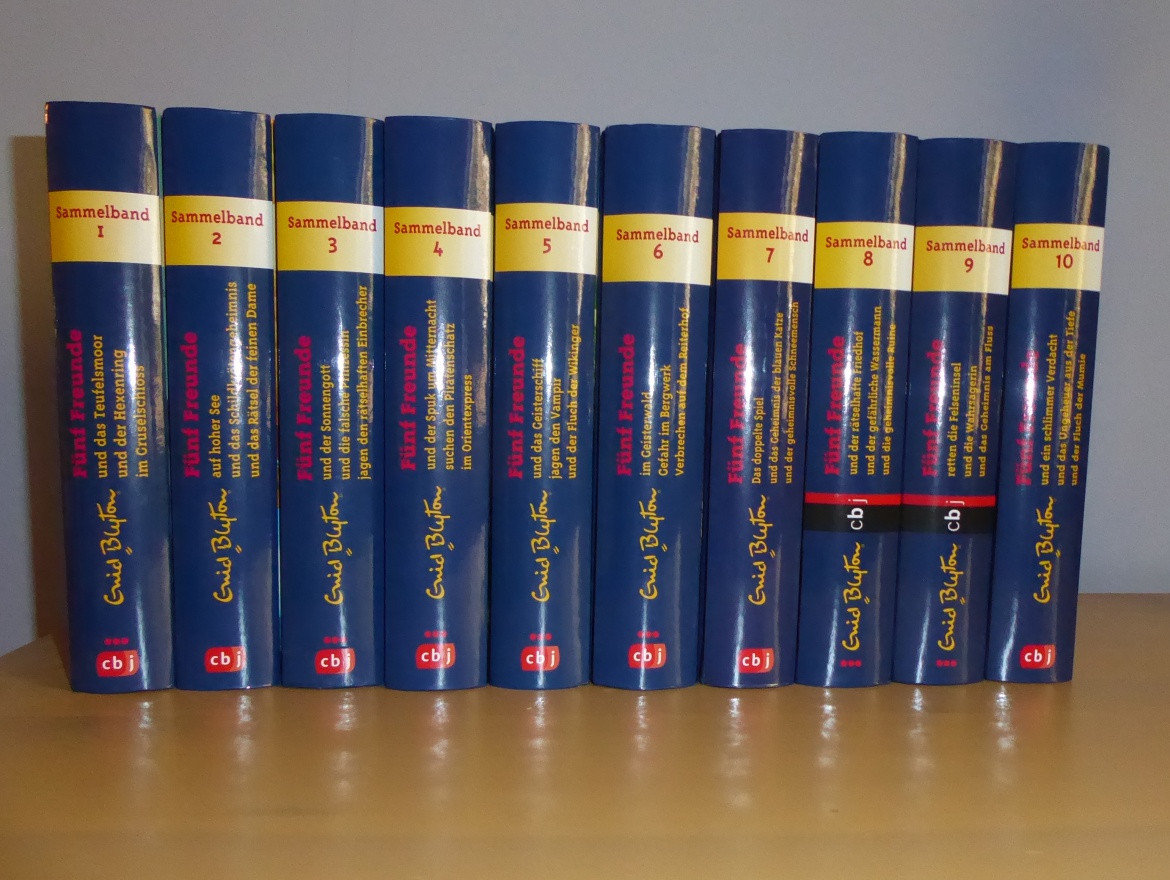 Sammelband
1
Fünf Freunde
und das Teufelsmoor
und der Hexenring
im Gruselschloss
Enid Blyton
cbj
Sammelband
2
Fünf Freunde
auf hoher See
und das Schildkrötengeheimnis
und das Rätsel der feinen Dame
Enid Blyton
cbj
Sammelband
3
Fünf Freunde
und der Sonnengott
und die falsche Prinzessin
jagen den rätselhaften Einbrecher
Enid Blyton
cbj
Sammelband
4
Fünf Freunde
und der Spuk um Mitternacht
suchen den Piratenschatz
im Orientexpress
Enid Blyton
cbj
Sammelband
5
Fünf Freunde
und das Geisterschiff
jagen den Vampir
und der Fluch der Wikinger
Enid Blyton
cbj
Sammelband
6
Fünf Freunde
im Geisterwald
Gefahr im Bergwerk
Verbrechen auf dem Reiterhof
Enid Blyton
cbj
Sammelband
7
Fünf Freunde
Das doppelte Spiel
und das Geheimnis der blauen Katze
und der geheimnisvolle Schneemensch
Enid Blyton
cbj
Sammelband
8
Fünf Freunde
und der rätselhafte Friedhof
und der gefährliche Wassermann
und die geheimnisvolle Ruine
cbj
Enid Blyton
Sammelband
9
Fünf Freunde
retten die Felseninsel
und die Wahrsagerin
und das Geheimnis am Fluss
cbj
Enid Blyton
Sammelband
10
Fünf Freunde
und ein schlimmer Verdacht
und das Ungeheuer aus der Tiefe
und der Fluch der Mumie
Enid Blyton
cbj